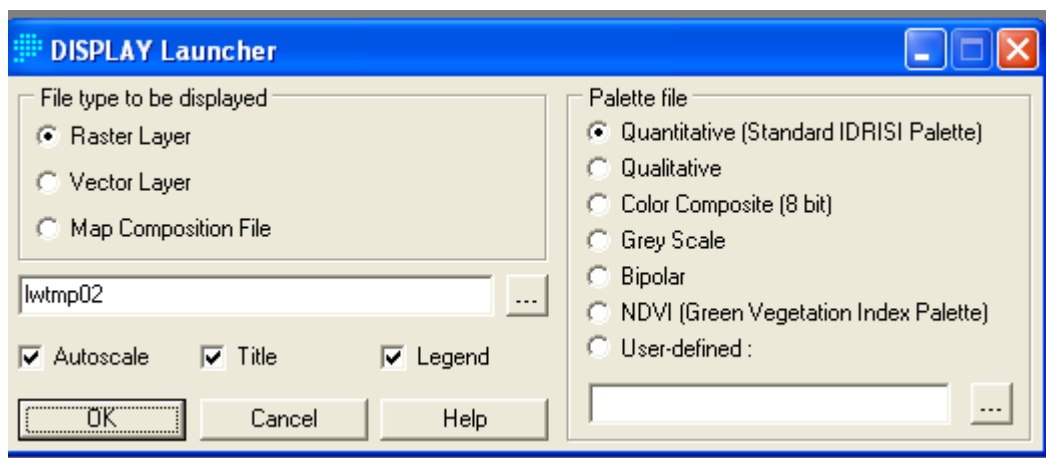 DISPLAY Launcher
File type to be displayed
Raster Layer
Vector Layer
Map Composition File
lwtmp02
...
Autoscale
Title
Legend
OK
Cancel
Help
Palette file
Quantitative (Standard IDRISI Palette)
Qualitative
Color Composite (8 bit)
Grey Scale
Bipolar
NDVI (Green Vegetation Index Palette)
User-defined :
...